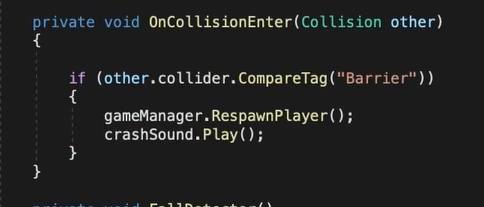 private void OnCollisionEnter(Collision other)
{
if (other.collider.CompareTag("Barrier"))
{
gameManager.RespawnPlayer();
crashSound.Play();
}
}
private void FallDetector()